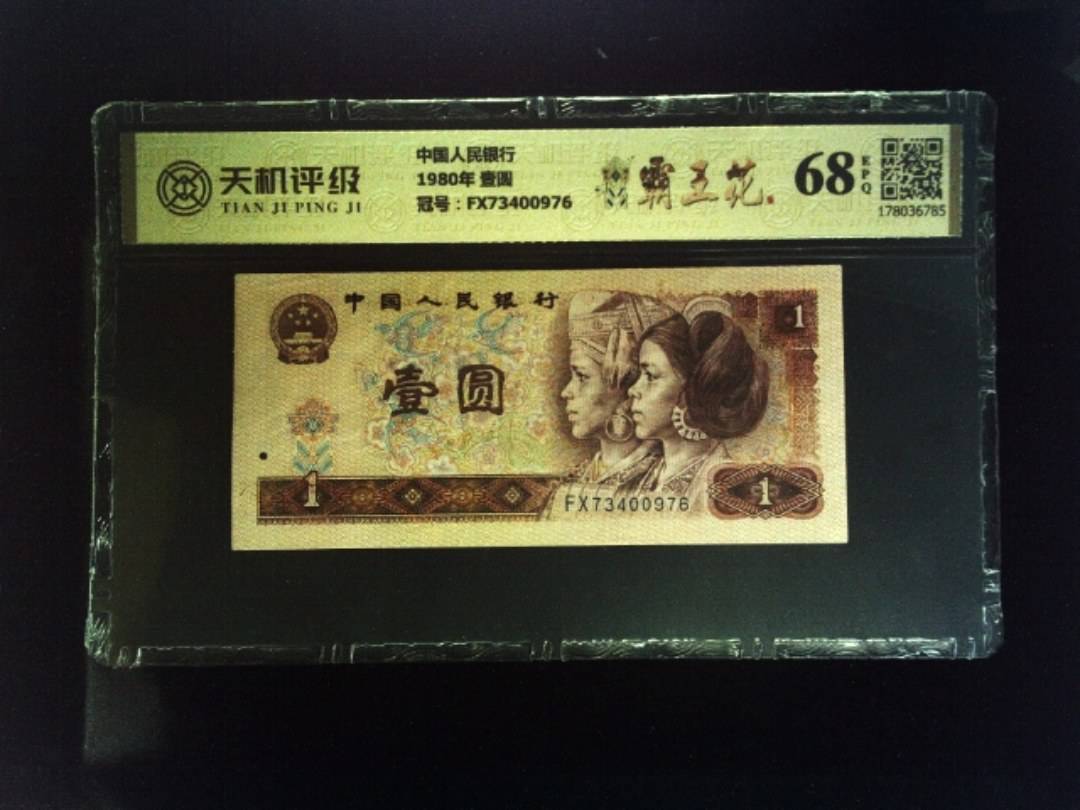 天机评级
TIAN JI PING JI
中国人民银行
1980年 壹圆
冠号：FX73400976
霸王花
68
EPQ
178036785
中国人民银行
1
壹圆
1
FX73400976
1